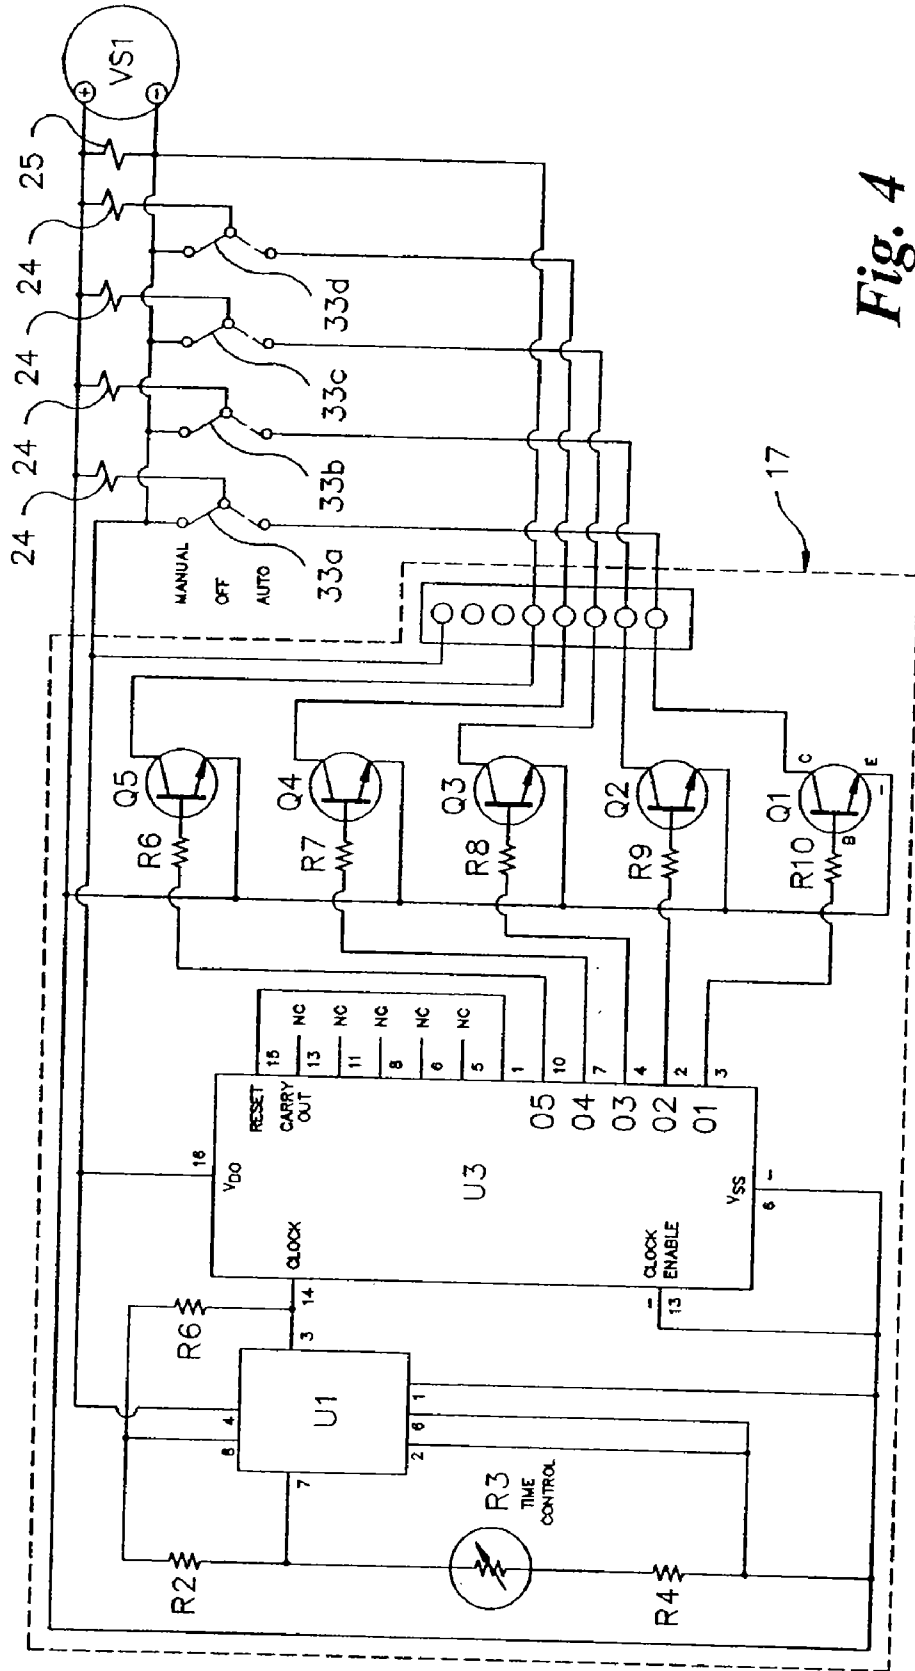 VS1
+
-
25
24
24
24
24
33d
33c
33b
33a
MANUAL
OFF
AUTO
17
Q5
R6
Q4
R7
Q3
R8
Q2
R9
Q1
R10
C
B
E
-
NC
NC
NC
NC
NC
RESET
15
CARRY OUT
13
11
8
6
5
1
O5
10
O4
7
O3
4
O2
2
O1
3
16
VDO
U3
CLOCK
14
VSS
6
-
CLOCK
ENABLE
-
13
R6
3
U1
4
8
7
2
6
1
R2
R3
TIME
CONTROL
R4
Fig. 4